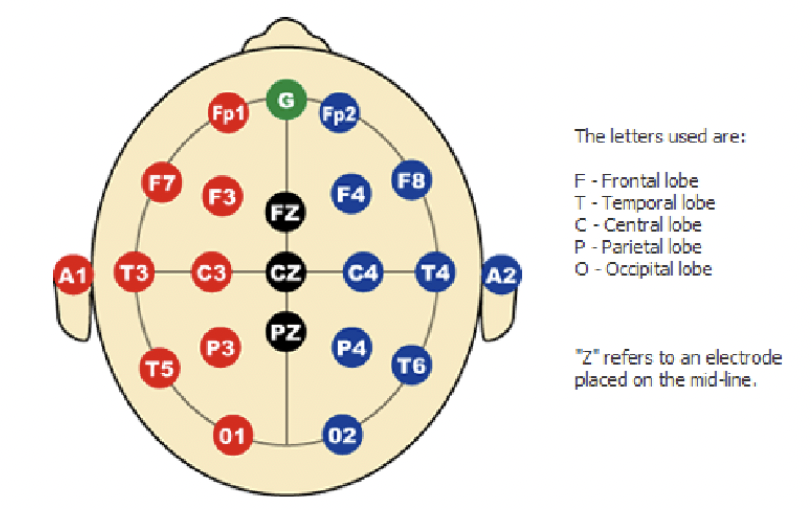 G
Fp1 Fp2
F7 F3 F4 F8
FZ
A1 T3 C3 CZ C4 T4 A2
PZ
P3 P4
T5 T6
01 02
The letters used are:
F - Frontal lobe
T - Temporal lobe
C - Central lobe
P - Parietal lobe
O - Occipital lobe
"Z" refers to an electrode
placed on the mid-line.